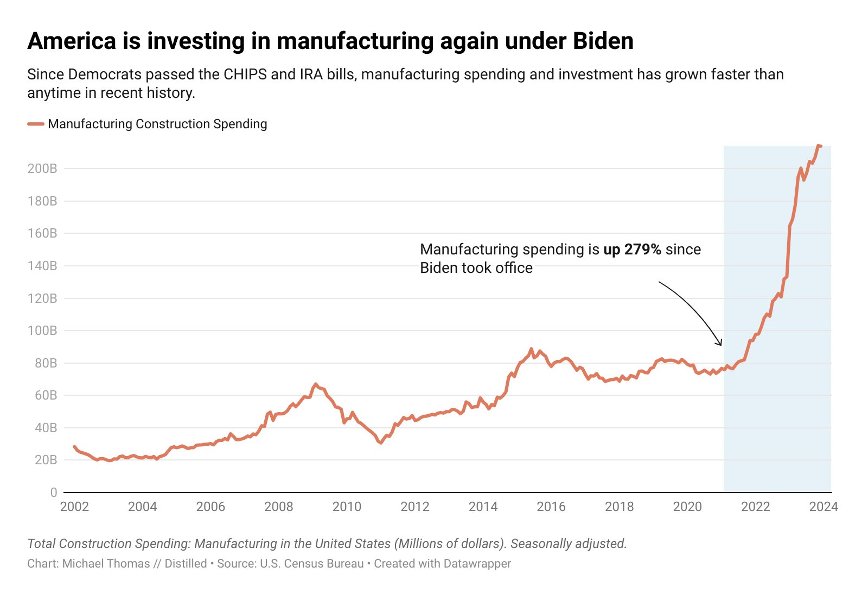 America is investing in manufacturing again under Biden
Since Democrats passed the CHIPS and IRA bills, manufacturing spending and investment has grown faster than
anytime in recent history.
Manufacturing Construction Spending
200B
180B
160B
140B
120B
100B
80B
60B
40B
20B
0
Manufacturing spending is up 279% since
Biden took office
2002 2004 2006 2008 2010 2012 2014 2016 2018 2020 2022 2024
Total Construction Spending: Manufacturing in the United States (Millions of dollars). Seasonally adjusted.
Chart: Michael Thomas // Distilled • Source: U.S. Census Bureau • Created with Datawrapper